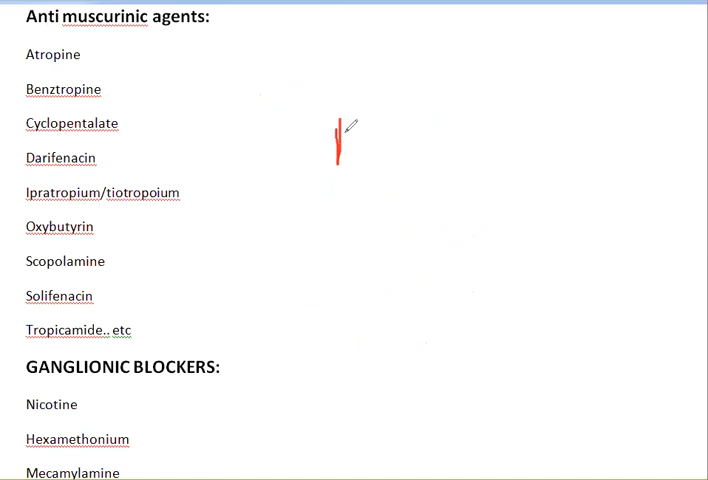 Anti muscurinic agents:
Atropine
Benztropine
Cyclopentalate
Darifenacin
Ipratropium/tiotropoium
Oxybutyrin
Scopolamine
Solifenacin
Tropicamide.. etc
GANGLIONIC BLOCKERS:
Nicotine
Hexamethonium
Mecamylamine